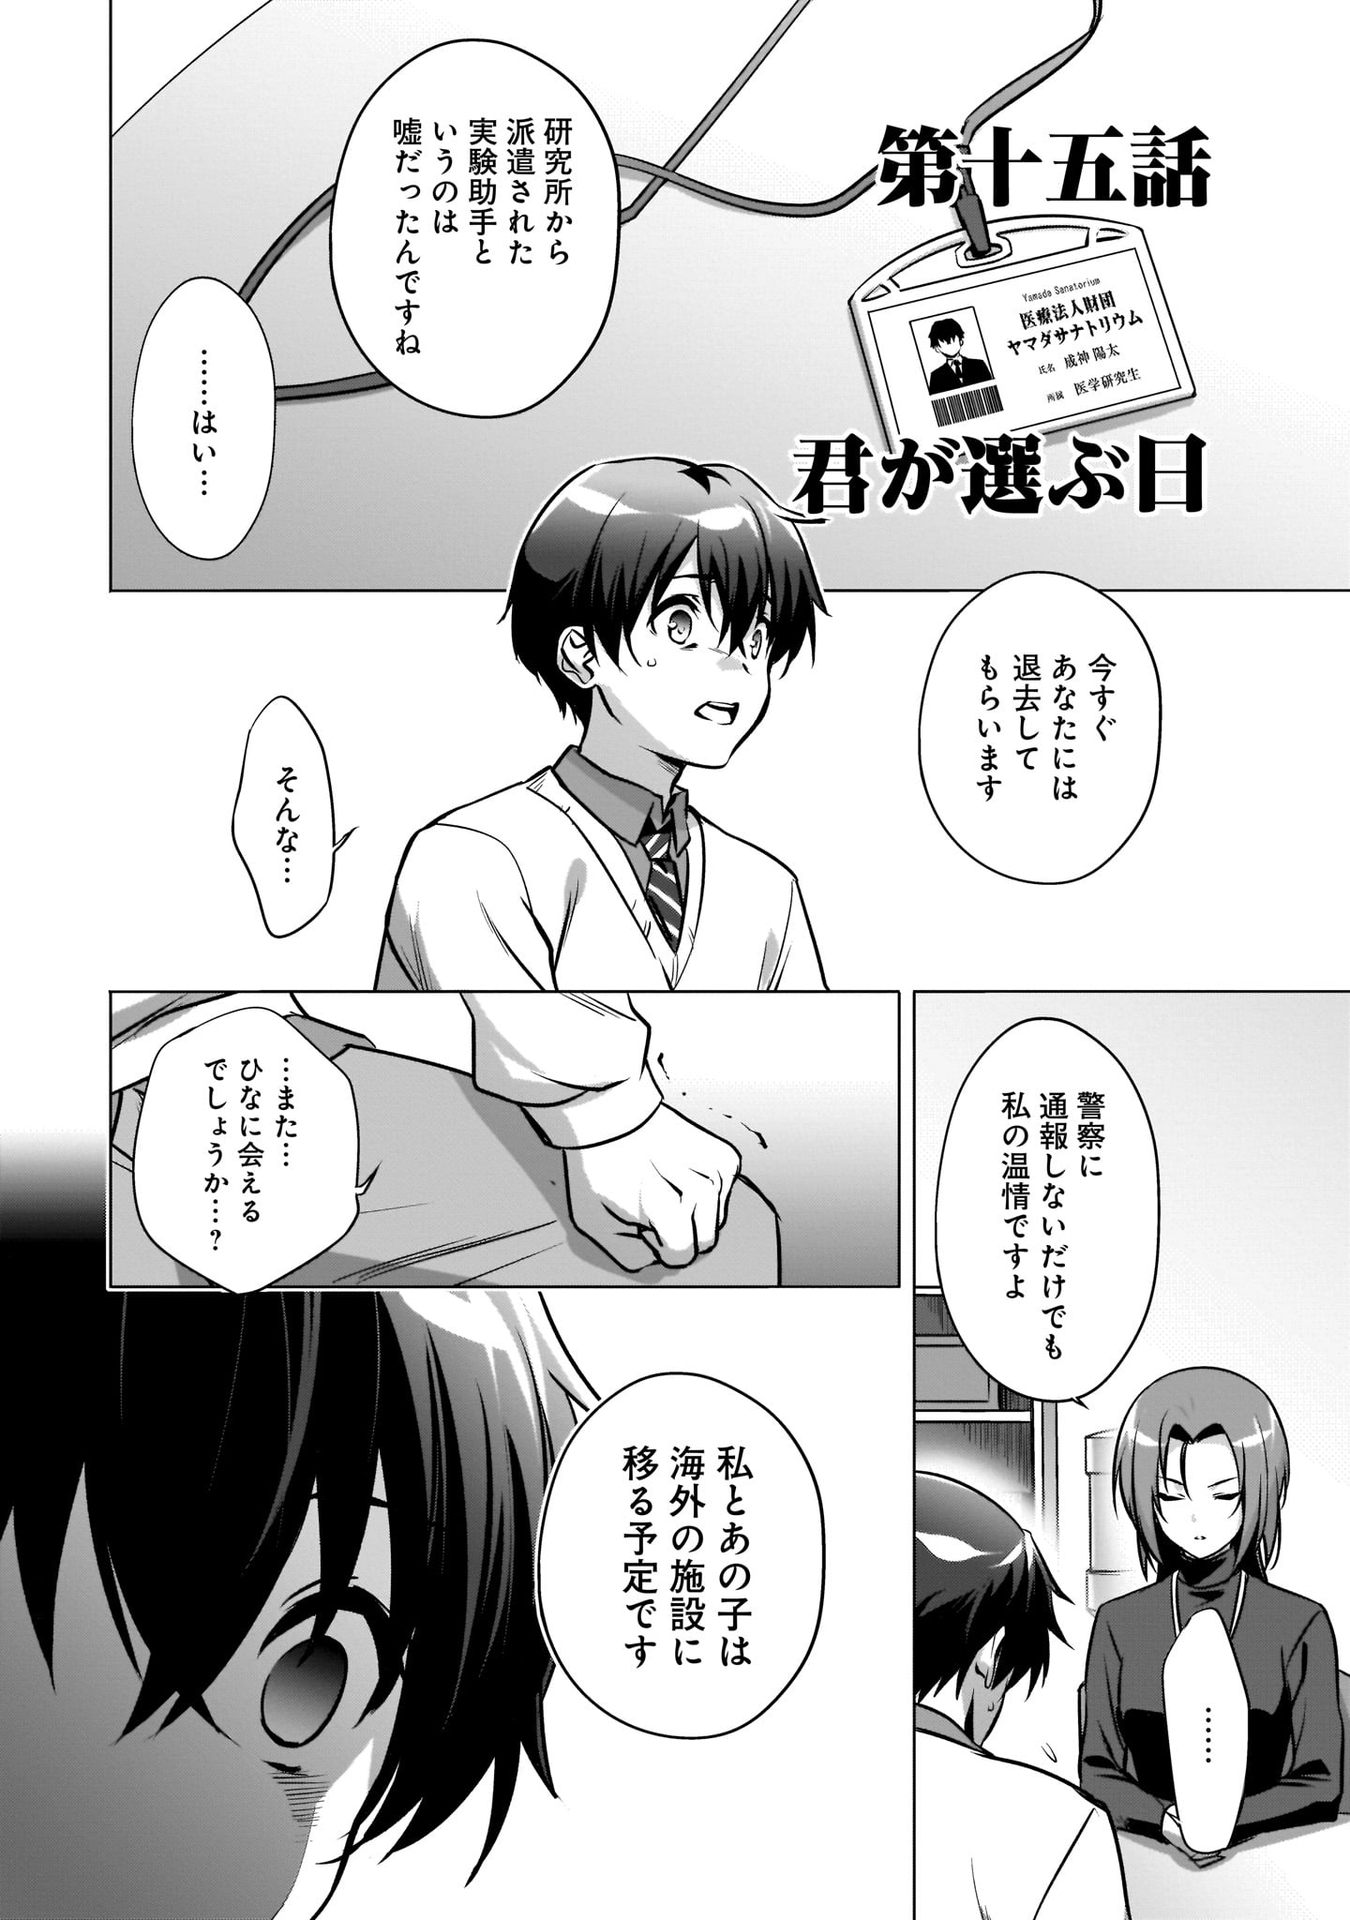 第十五話
Yamada Sanatorium
医療法人財団
ヤマダサナトリウム
氏名 成神 陽太
所属 医学研究生
君が選ぶ日
研究所から
派遣された
実験助手と
いうのは
嘘だったんですね
……はい…
今すぐ
あなたには
退去して
もらいます
そんな…
警察に
通報しないだけでも
私の温情ですよ
……
…また…
ひなに会える
でしょうか…?
私とあの子は
海外の施設に
移る予定です